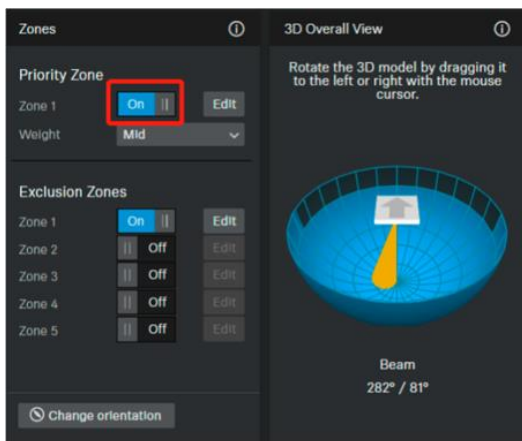 Zones
Priority Zone
Zone 1 On Edit
Weight Mid
Exclusion Zones
Zone 1 On Edit
Zone 2 Off Edit
Zone 3 Off Edit
Zone 4 Off Edit
Zone 5 Off Edit
Change orientation
3D Overall View
Rotate the 3D model by dragging it
to the left or right with the mouse
cursor.
Beam
282° / 81°